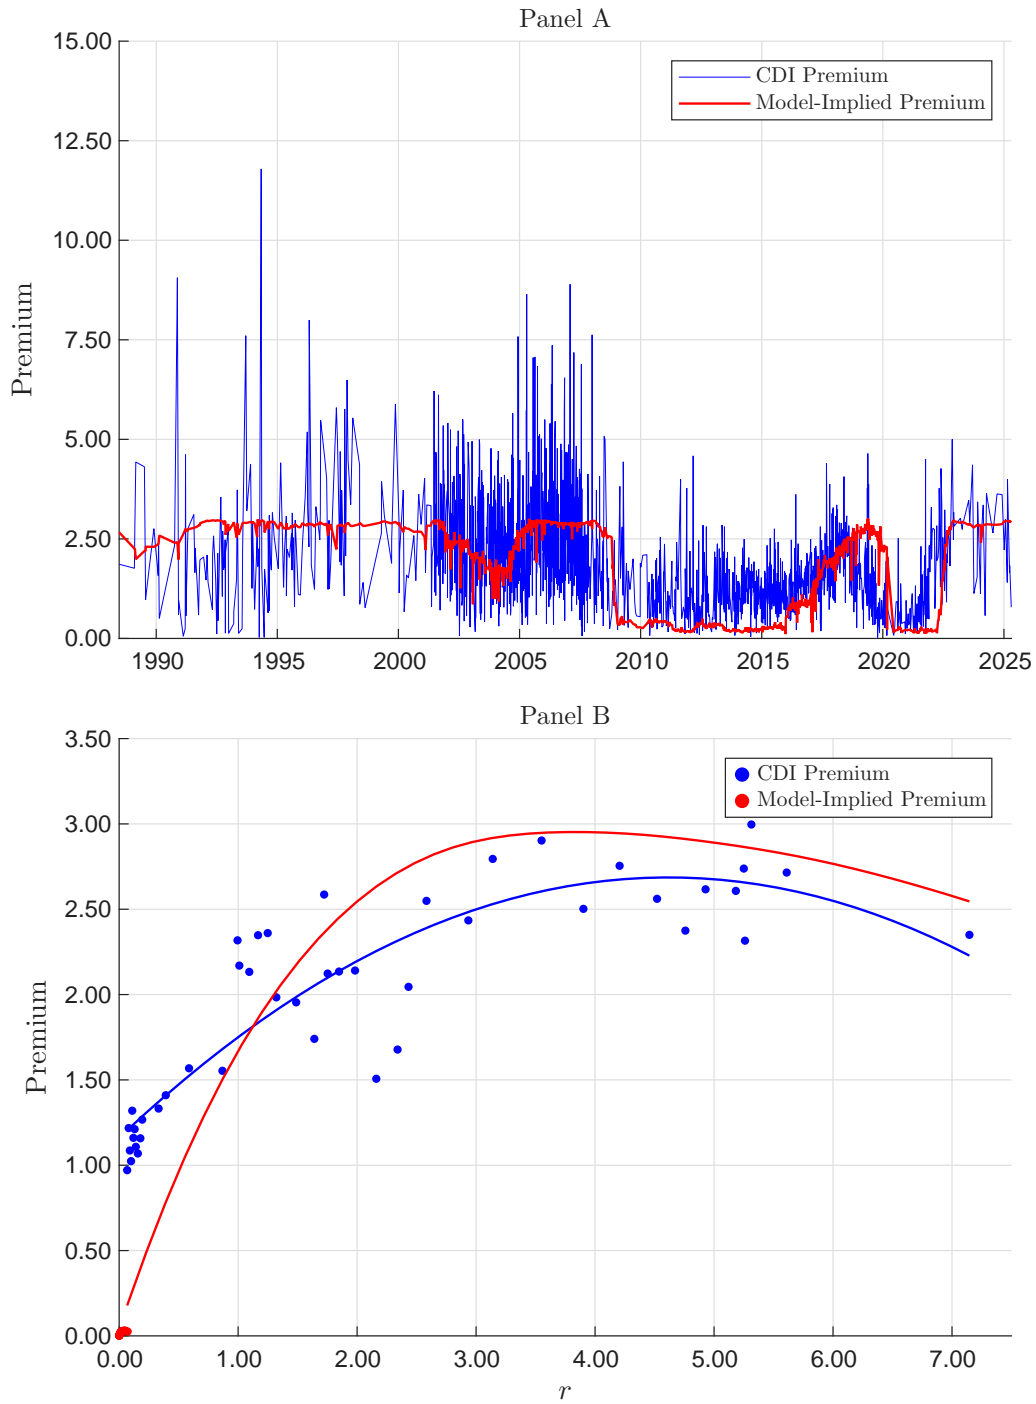 Panel A
15.00
12.50
10.00
7.50
5.00
2.50
0.00
Premium
CDI Premium
Model-Implied Premium
1990 1995 2000 2005 2010 2015 2020 2025
Panel B
3.50
3.00
2.50
2.00
1.50
1.00
0.50
0.00
Premium
CDI Premium
Model-Implied Premium
0.00 1.00 2.00 3.00 4.00 5.00 6.00 7.00
r